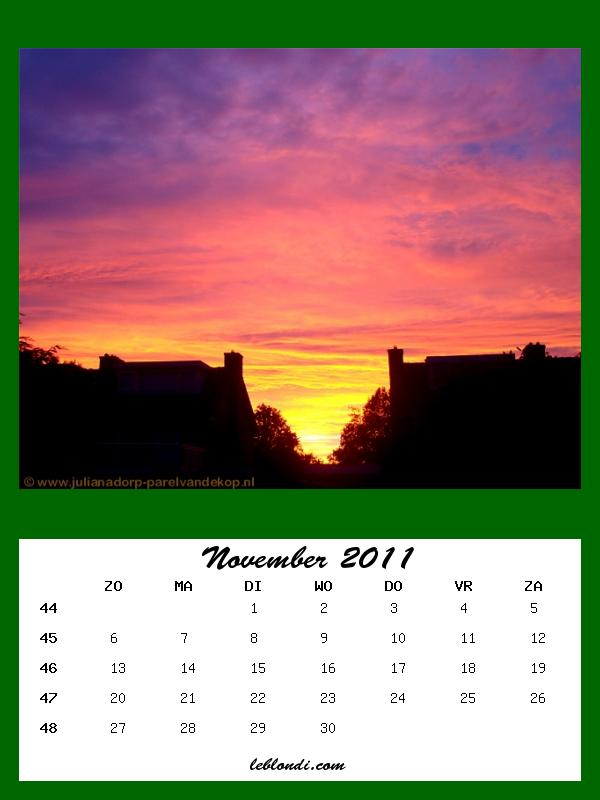 © www.julianadorp-parelvandekop.nl
November 2011
ZO MA DI WO DO VR ZA
44 1 2 3 4 5
45 6 7 8 9 10 11 12
46 13 14 15 16 17 18 19
47 20 21 22 23 24 25 26
48 27 28 29 30
leblondi.com